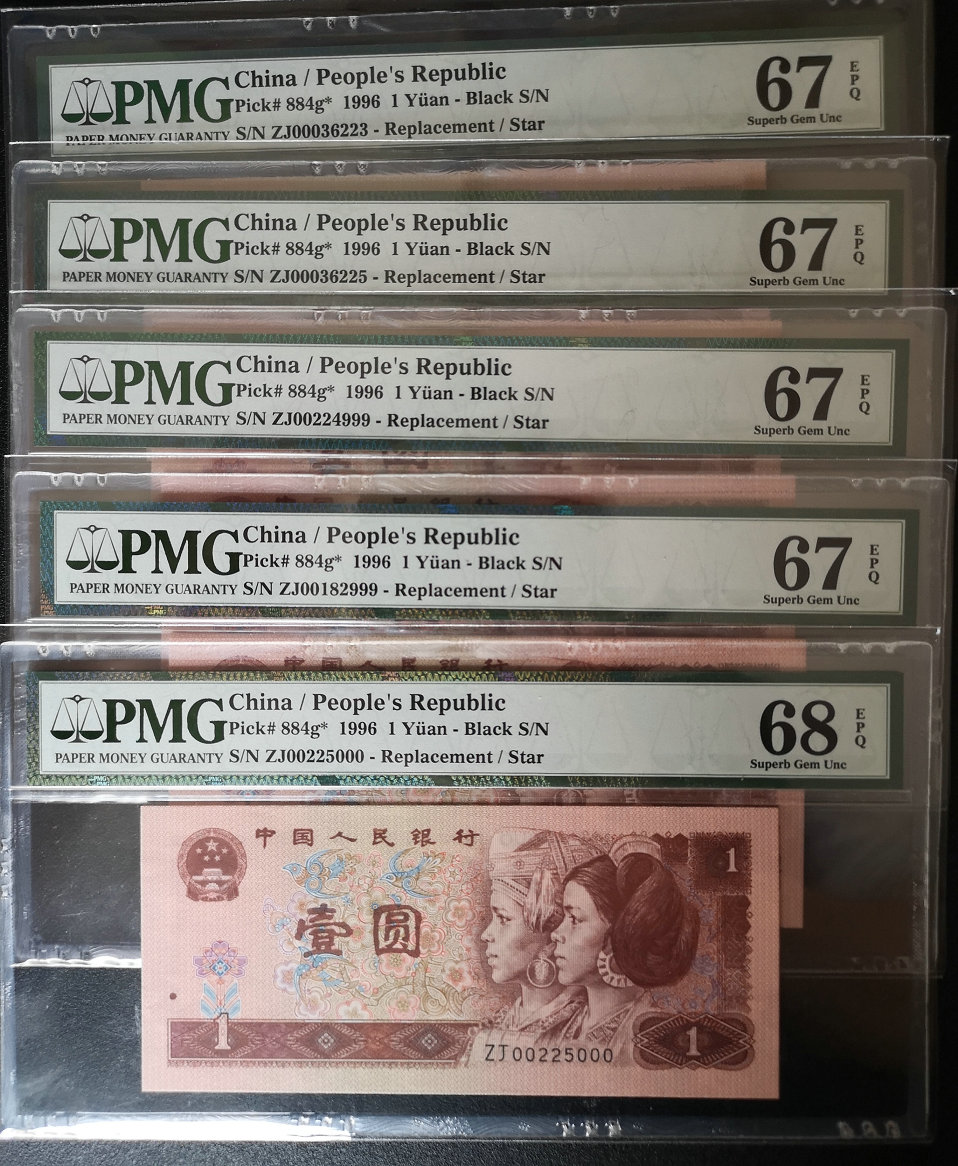 PMG China / People's Republic
Pick# 884g* 1996 1 Yüan - Black S/N
PAPER MONEY GUARANTY S/N ZJ00036223 - Replacement / Star
67 EPQ
Superb Gem Unc
PMG China / People's Republic
Pick# 884g* 1996 1 Yüan - Black S/N
PAPER MONEY GUARANTY S/N ZJ00036225 - Replacement / Star
67 EPQ
Superb Gem Unc
PMG China / People's Republic
Pick# 884g* 1996 1 Yüan - Black S/N
PAPER MONEY GUARANTY S/N ZJ00224999 - Replacement / Star
67 EPQ
Superb Gem Unc
PMG China / People's Republic
Pick# 884g* 1996 1 Yüan - Black S/N
PAPER MONEY GUARANTY S/N ZJ00182999 - Replacement / Star
67 EPQ
Superb Gem Unc
中国人民银行
PMG China / People's Republic
Pick# 884g* 1996 1 Yüan - Black S/N
PAPER MONEY GUARANTY S/N ZJ00225000 - Replacement / Star
68 EPQ
Superb Gem Unc
中国人民银行
1
壹圆
1
1
ZJ00225000